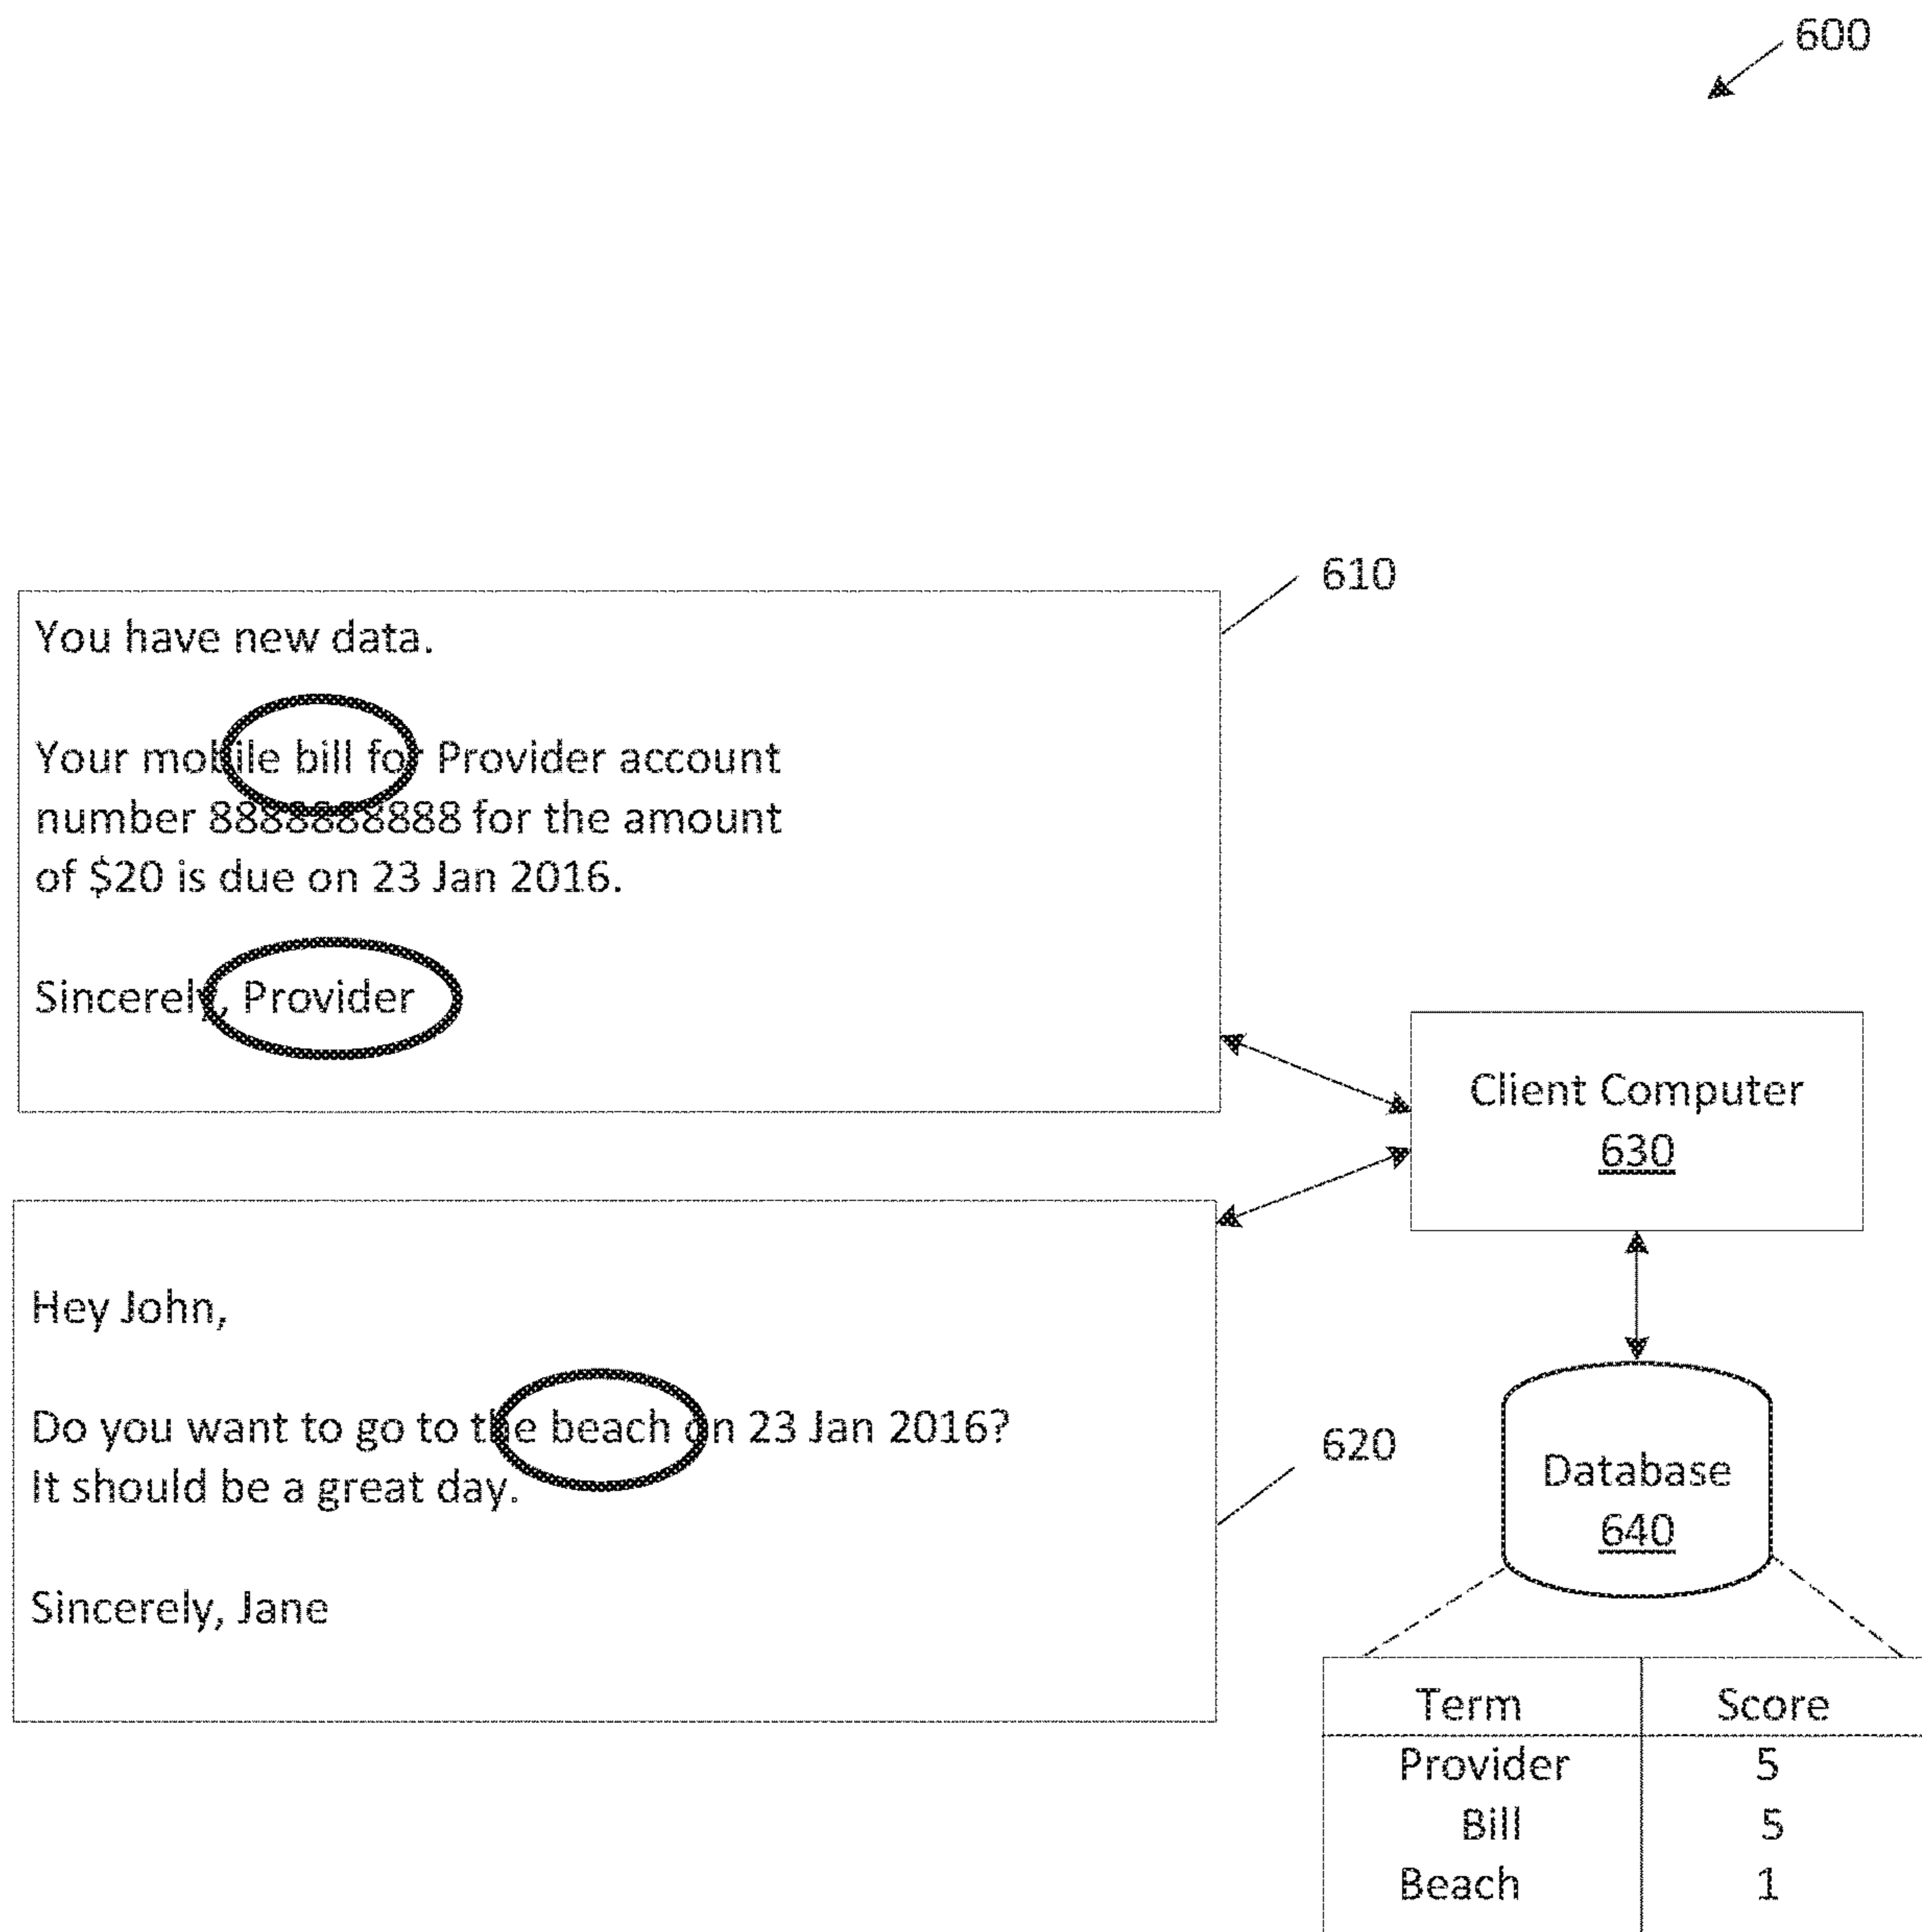 600
610
You have new data.
Your mobile bill for Provider account
number 8888888888 for the amount
of $20 is due on 23 Jan 2016.
Sincerely, Provider
Client Computer
630
Hey John,
Do you want to go to the beach on 23 Jan 2016?
It should be a great day.
Sincerely, Jane
620
Database
640
Term Score
Provider 5
Bill 5
Beach 1